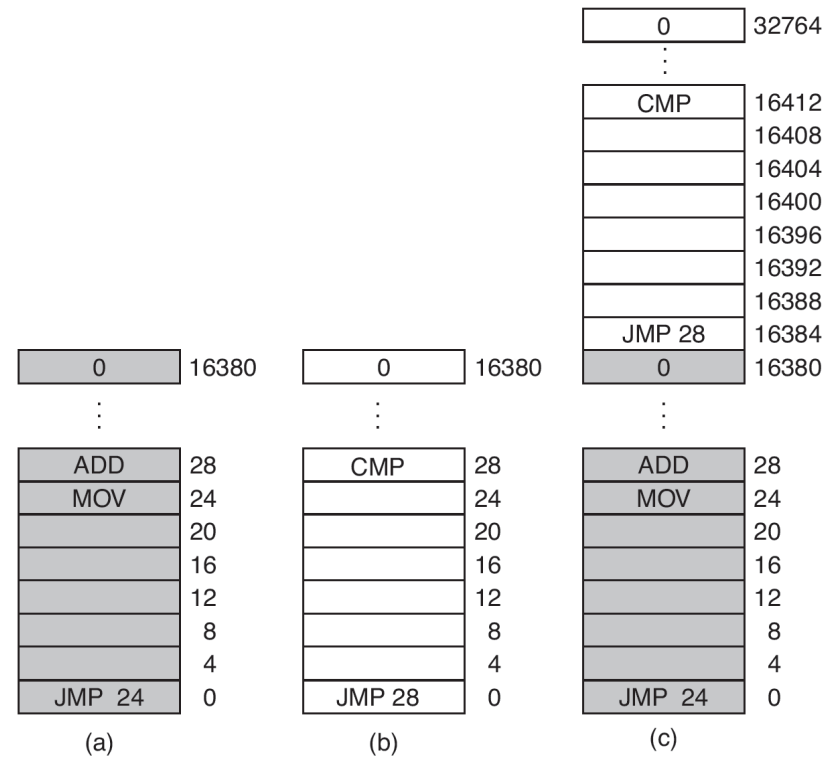 0 32764
CMP 16412
16408
16404
16400
16396
16392
16388
JMP 28 16384
0 16380 0 16380 0 16380
ADD 28 CMP 28 ADD 28
MOV 24 24 MOV 24
20 20 20
16 16 16
12 12 12
8 8 8
4 4 4
JMP 24 0 JMP 28 0 JMP 24 0
(a) (b) (c)